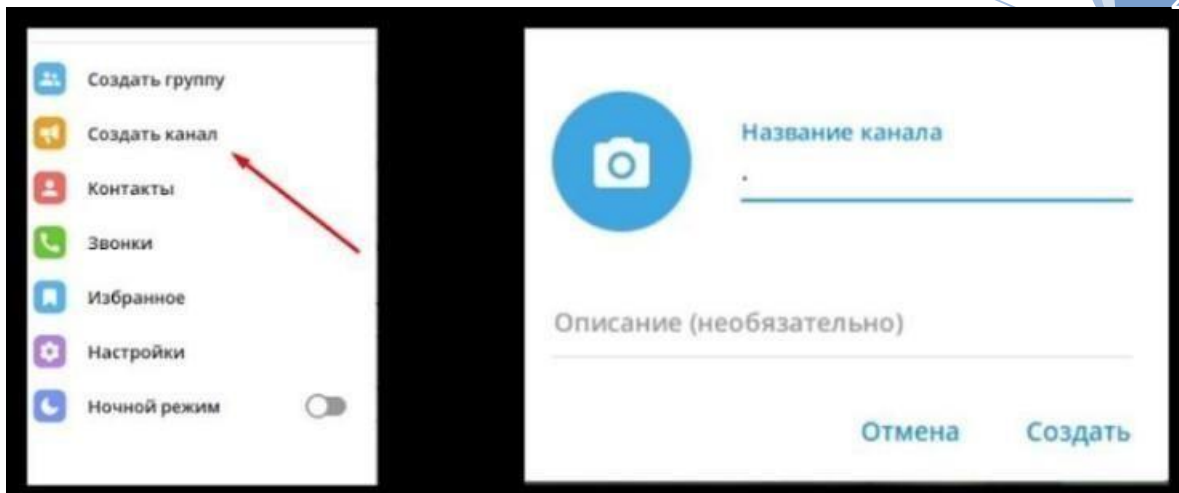 Создать группу
Создать канал
Контакты
Звонки
Избранное
Настройки
Ночной режим
Название канала
.
Описание (необязательно)
Отмена Создать